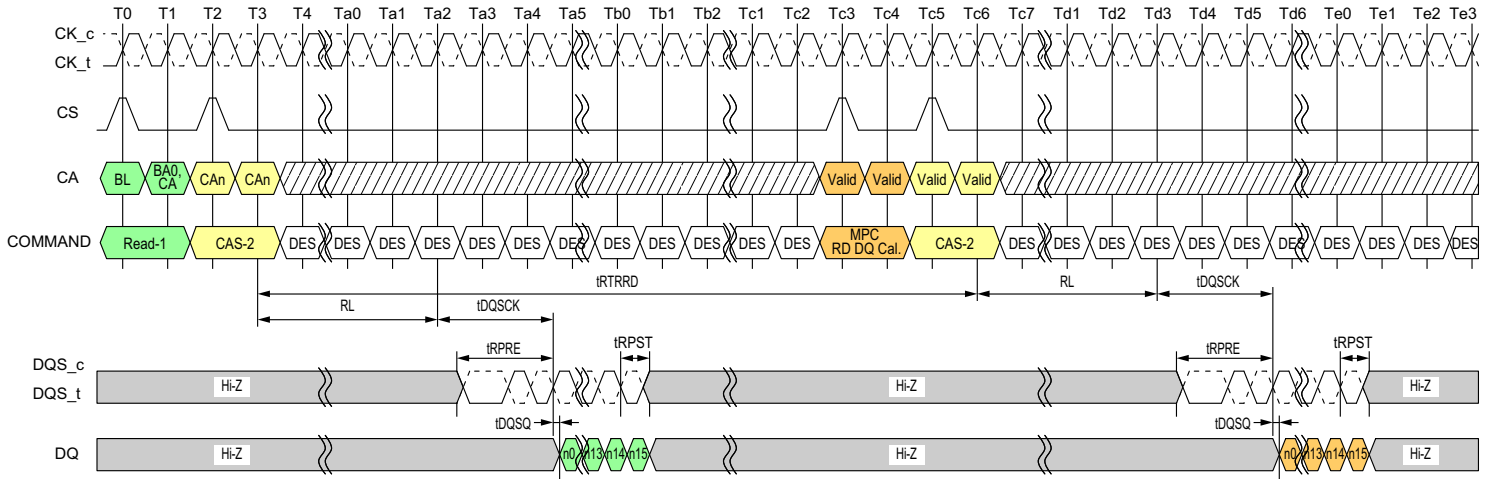 T0 T1 T2 T3 T4 Ta0 Ta1 Ta2 Ta3 Ta4 Ta5 Tb0 Tb1 Tb2 Tc1 Tc2 Tc3 Tc4 Tc5 Tc6 Tc7 Td1 Td2 Td3 Td4 Td5 Td6 Te0 Te1 Te2 Te3
CK_c
CK_t
CS
CA BL BA0, CA CAn CAn Valid Valid Valid Valid
COMMAND Read-1 CAS-2 DES DES DES DES DES DES DES DES DES DES DES DES MPC RD DQ Cal. CAS-2 DES DES DES DES DES DES DES DES DES DES DES
tRTRRD
RL tDQSCK RL tDQSCK
tRPRE tRPST tRPRE tRPST
DQS_c
DQS_t Hi-Z Hi-Z Hi-Z
tDQSQ tDQSQ
DQ Hi-Z n0 n13 n14 n15 Hi-Z n0 n13 n14 n15 Hi-Z